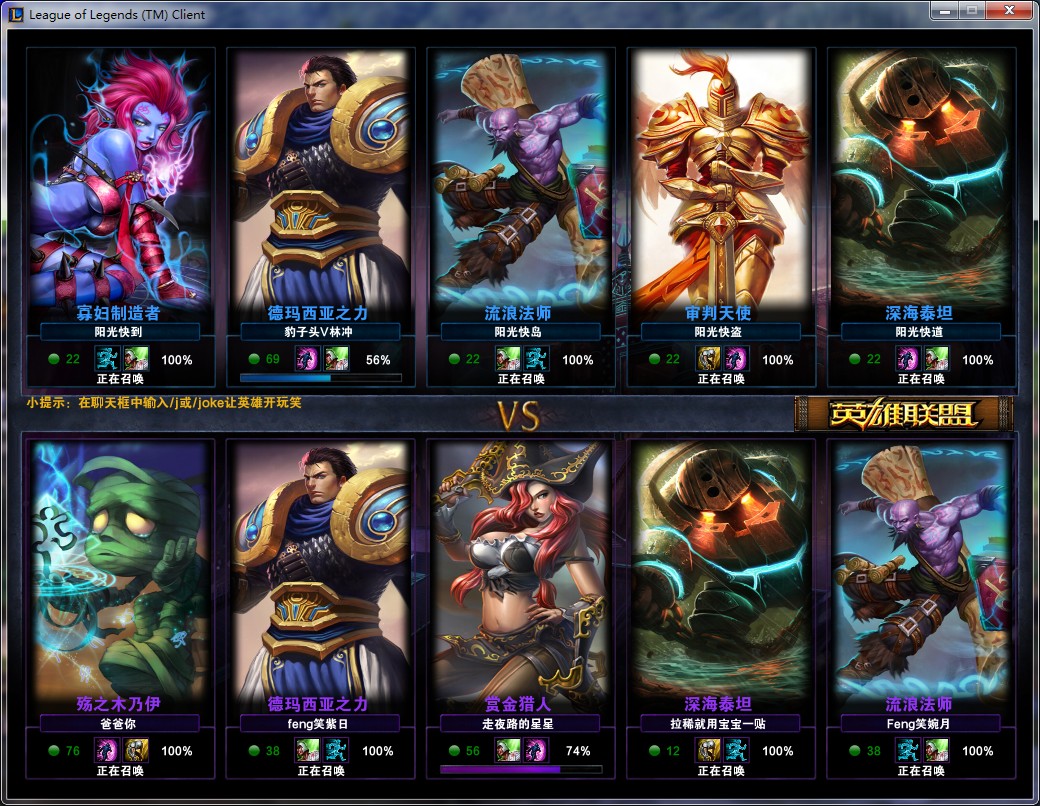 League of Legends (TM) Client
寡妇制造者 德玛西亚之力 流浪法师 审判天使 深海泰坦
阳光快到 豹子头V林冲 阳光快鸟 阳光快盗 阳光快道
22 100% 69 56% 22 100% 22 100% 22 100%
正在召唤 正在召唤 正在召唤 正在召唤
小提示：在聊天框中输入/j或/joke让英雄开玩笑
VS
英雄联盟
殇之木乃伊 德玛西亚之力 赏金猎人 深海泰坦 流浪法师
爸爸你 feng笑紫日 走夜路的星星 拉稀就用宝宝一贴 Feng笑婉月
76 100% 38 100% 56 74% 12 100% 38 100%
正在召唤 正在召唤 正在召唤 正在召唤